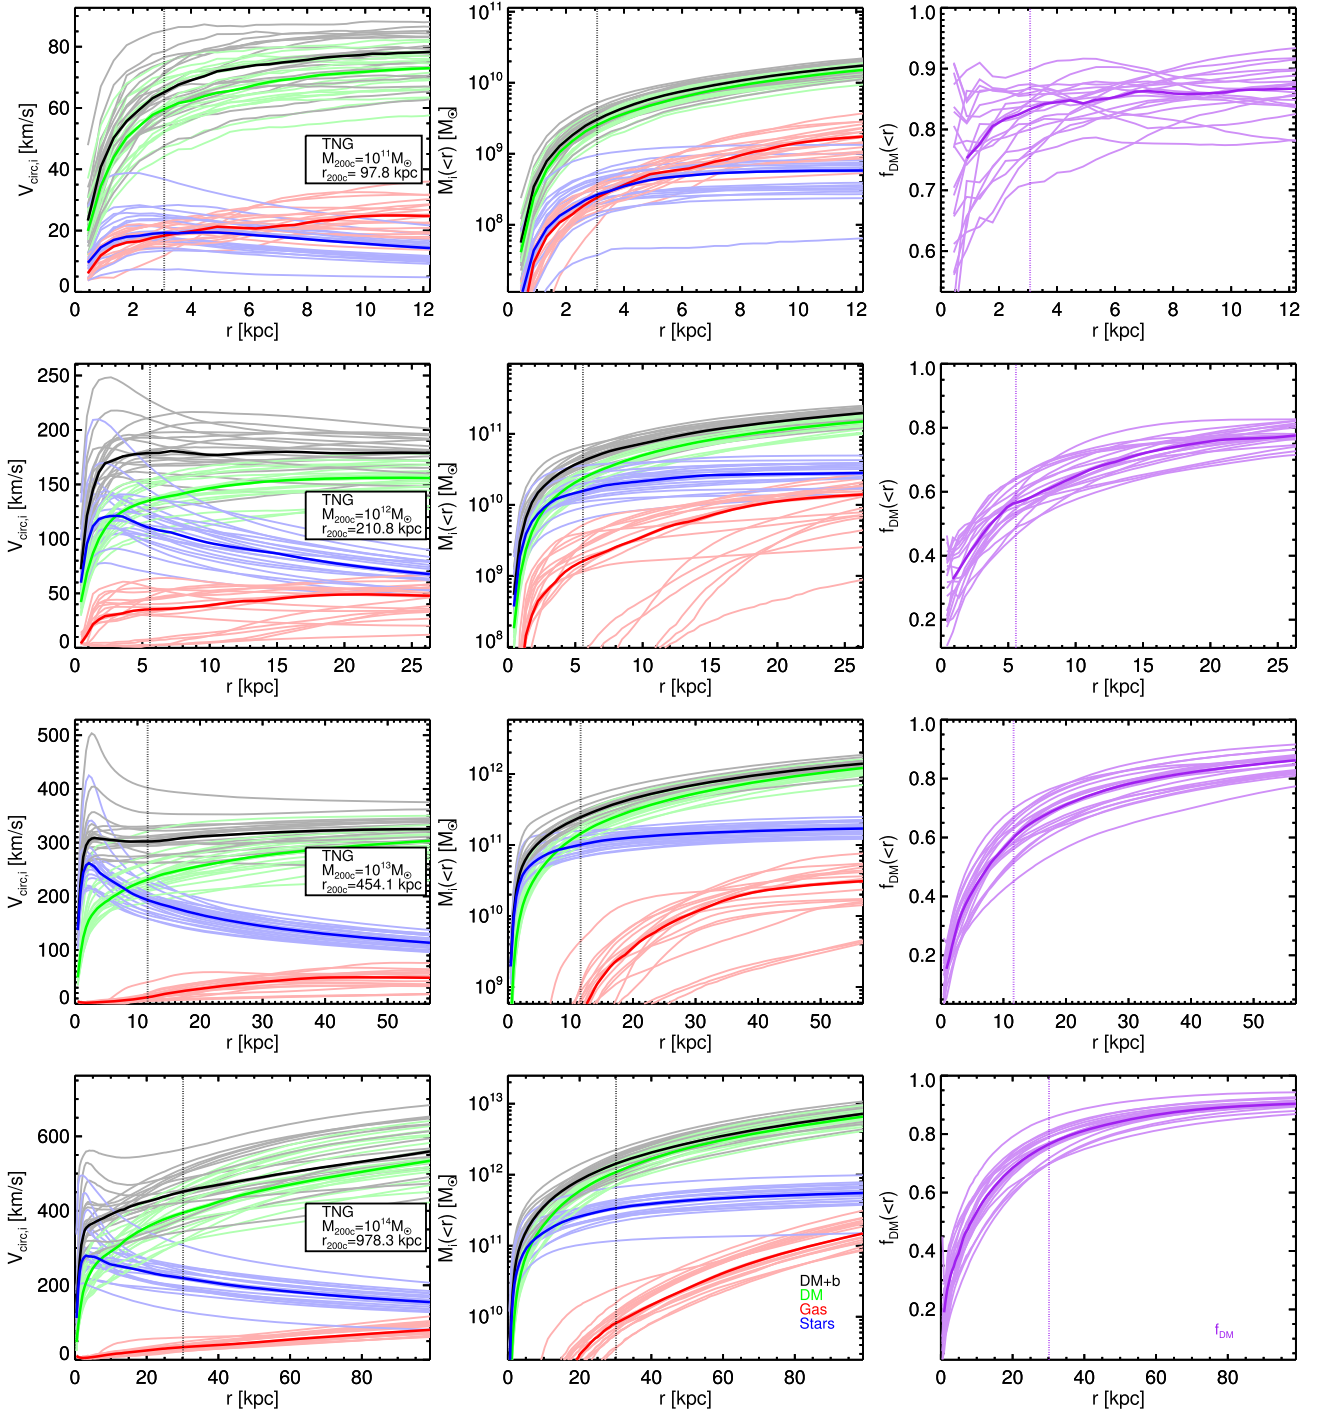 80
60
40
20
0
V_circ,i [km/s]
TNG
M_200c=10^11M_☉
r_200c= 97.8 kpc
0 2 4 6 8 10 12
r [kpc]
10^11
10^10
10^9
10^8
M_i(<r) [M_☉]
0 2 4 6 8 10 12
r [kpc]
1.0
0.9
0.8
0.7
0.6
f_DM(<r)
0 2 4 6 8 10 12
r [kpc]
250
200
150
100
50
0
V_circ,i [km/s]
TNG
M_200c=10^12M_☉
r_200c=210.8 kpc
0 5 10 15 20 25
r [kpc]
10^11
10^10
10^9
10^8
M_i(<r) [M_☉]
0 5 10 15 20 25
r [kpc]
1.0
0.8
0.6
0.4
0.2
f_DM(<r)
0 5 10 15 20 25
r [kpc]
500
400
300
200
100
0
V_circ,i [km/s]
TNG
M_200c=10^13M_☉
r_200c=454.1 kpc
0 10 20 30 40 50
r [kpc]
10^12
10^11
10^10
10^9
M_i(<r) [M_☉]
0 10 20 30 40 50
r [kpc]
1.0
0.8
0.6
0.4
0.2
f_DM(<r)
0 10 20 30 40 50
r [kpc]
600
400
200
0
V_circ,i [km/s]
TNG
M_200c=10^14M_☉
r_200c=978.3 kpc
0 20 40 60 80
r [kpc]
10^13
10^12
10^11
10^10
M_i(<r) [M_☉]
DM+b
DM
Gas
Stars
0 20 40 60 80
r [kpc]
1.0
0.8
0.6
0.4
0.2
f_DM(<r)
f_DM
0 20 40 60 80
r [kpc]